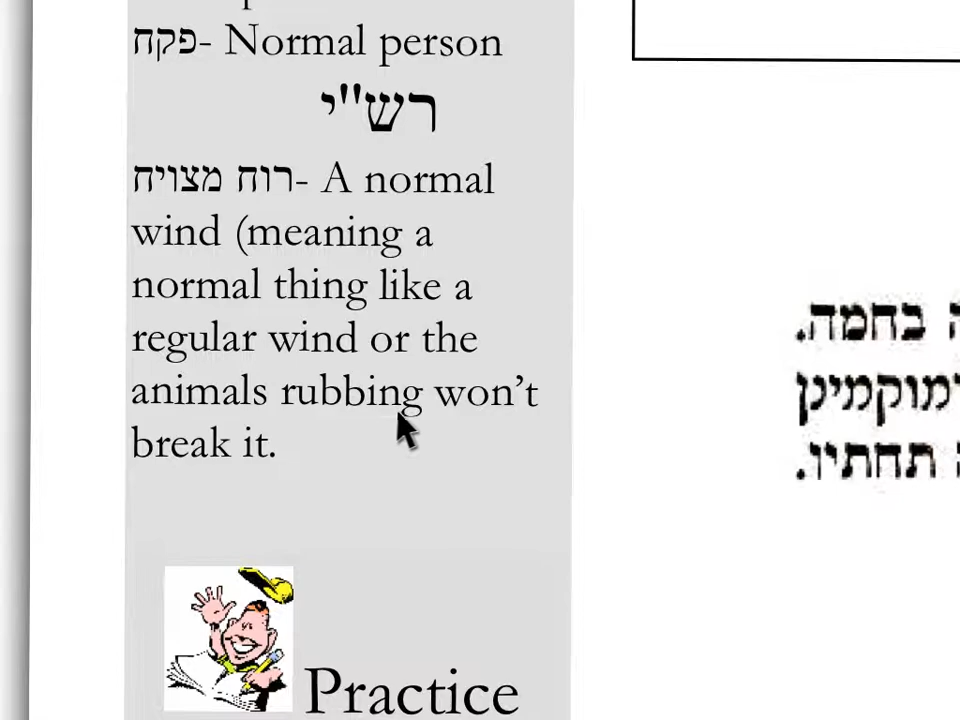 פקח- Normal person
רש"י
רוח מצויח- A normal
wind (meaning a
normal thing like a
regular wind or the
animals rubbing won't
break it.
Practice
בחמה.
תחתיו.